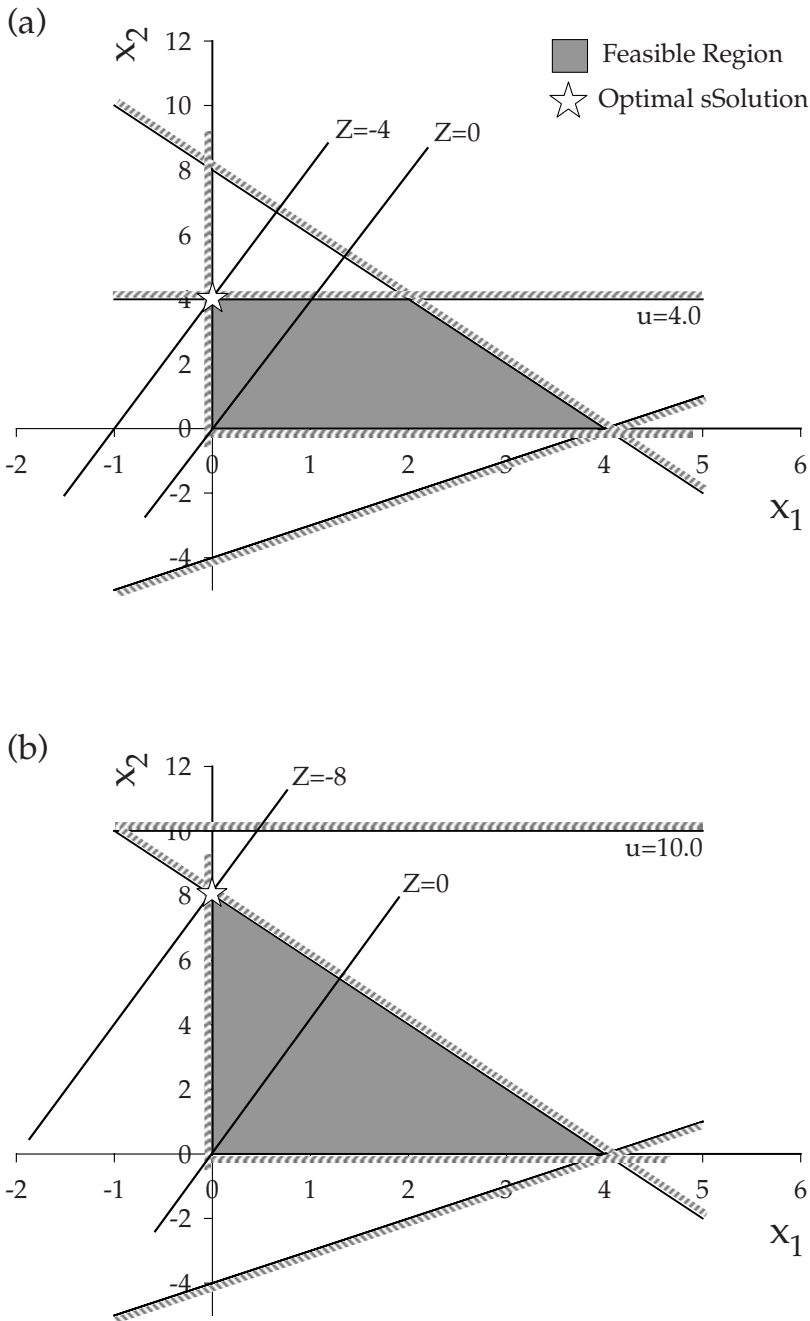 (a)
x2
12
Feasible Region
Optimal sSolution
10
Z=-4
Z=0
8
6
4
u=4.0
2
0
-2 -1 0 1 2 3 4 5 6
-2
x1
-4
(b)
x2
12
Z=-8
10
u=10.0
8
Z=0
6
4
2
0
-2 -1 0 1 2 3 4 5 6
-2
x1
-4